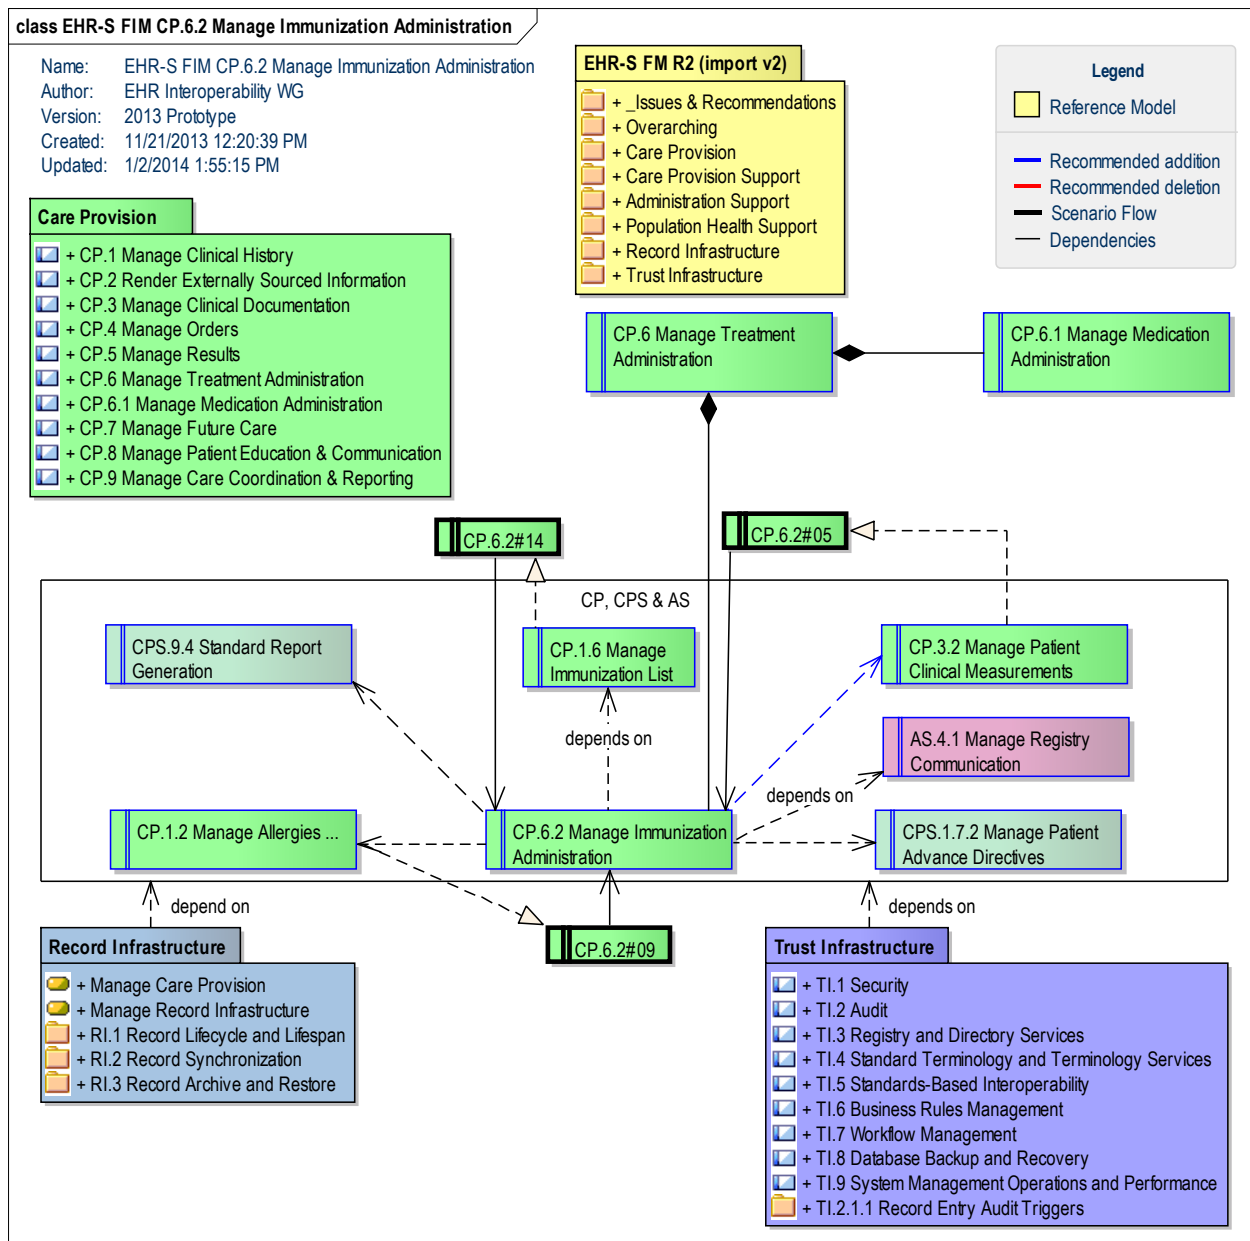 class EHR-S FIM CP.6.2 Manage Immunization Administration
Name: EHR-S FIM CP.6.2 Manage Immunization Administration
Author: EHR Interoperability WG
Version: 2013 Prototype
Created: 11/21/2013 12:20:39 PM
Updated: 1/2/2014 1:55:15 PM
EHR-S FM R2 (import v2)
+ _Issues & Recommendations
+ Overarching
+ Care Provision
+ Care Provision Support
+ Administration Support
+ Population Health Support
+ Record Infrastructure
+ Trust Infrastructure
Legend
Reference Model
Recommended addition
Recommended deletion
Scenario Flow
Dependencies
Care Provision
+ CP.1 Manage Clinical History
+ CP.2 Render Externally Sourced Information
+ CP.3 Manage Clinical Documentation
+ CP.4 Manage Orders
+ CP.5 Manage Results
+ CP.6 Manage Treatment Administration
+ CP.6.1 Manage Medication Administration
+ CP.7 Manage Future Care
+ CP.8 Manage Patient Education & Communication
+ CP.9 Manage Care Coordination & Reporting
CP.6 Manage Treatment
Administration
CP.6.1 Manage Medication
Administration
CP.6.2#14
CP.6.2#05
CP, CPS & AS
CPS.9.4 Standard Report
Generation
CP.1.6 Manage
Immunization List
CP.3.2 Manage Patient
Clinical Measurements
depends on
AS.4.1 Manage Registry
Communication
depends on
CP.1.2 Manage Allergies ...
CP.6.2 Manage Immunization
Administration
CPS.1.7.2 Manage Patient
Advance Directives
depend on
depends on
CP.6.2#09
Record Infrastructure
+ Manage Care Provision
+ Manage Record Infrastructure
+ RI.1 Record Lifecycle and Lifespan
+ RI.2 Record Synchronization
+ RI.3 Record Archive and Restore
Trust Infrastructure
+ TI.1 Security
+ TI.2 Audit
+ TI.3 Registry and Directory Services
+ TI.4 Standard Terminology and Terminology Services
+ TI.5 Standards-Based Interoperability
+ TI.6 Business Rules Management
+ TI.7 Workflow Management
+ TI.8 Database Backup and Recovery
+ TI.9 System Management Operations and Performance
+ TI.2.1.1 Record Entry Audit Triggers